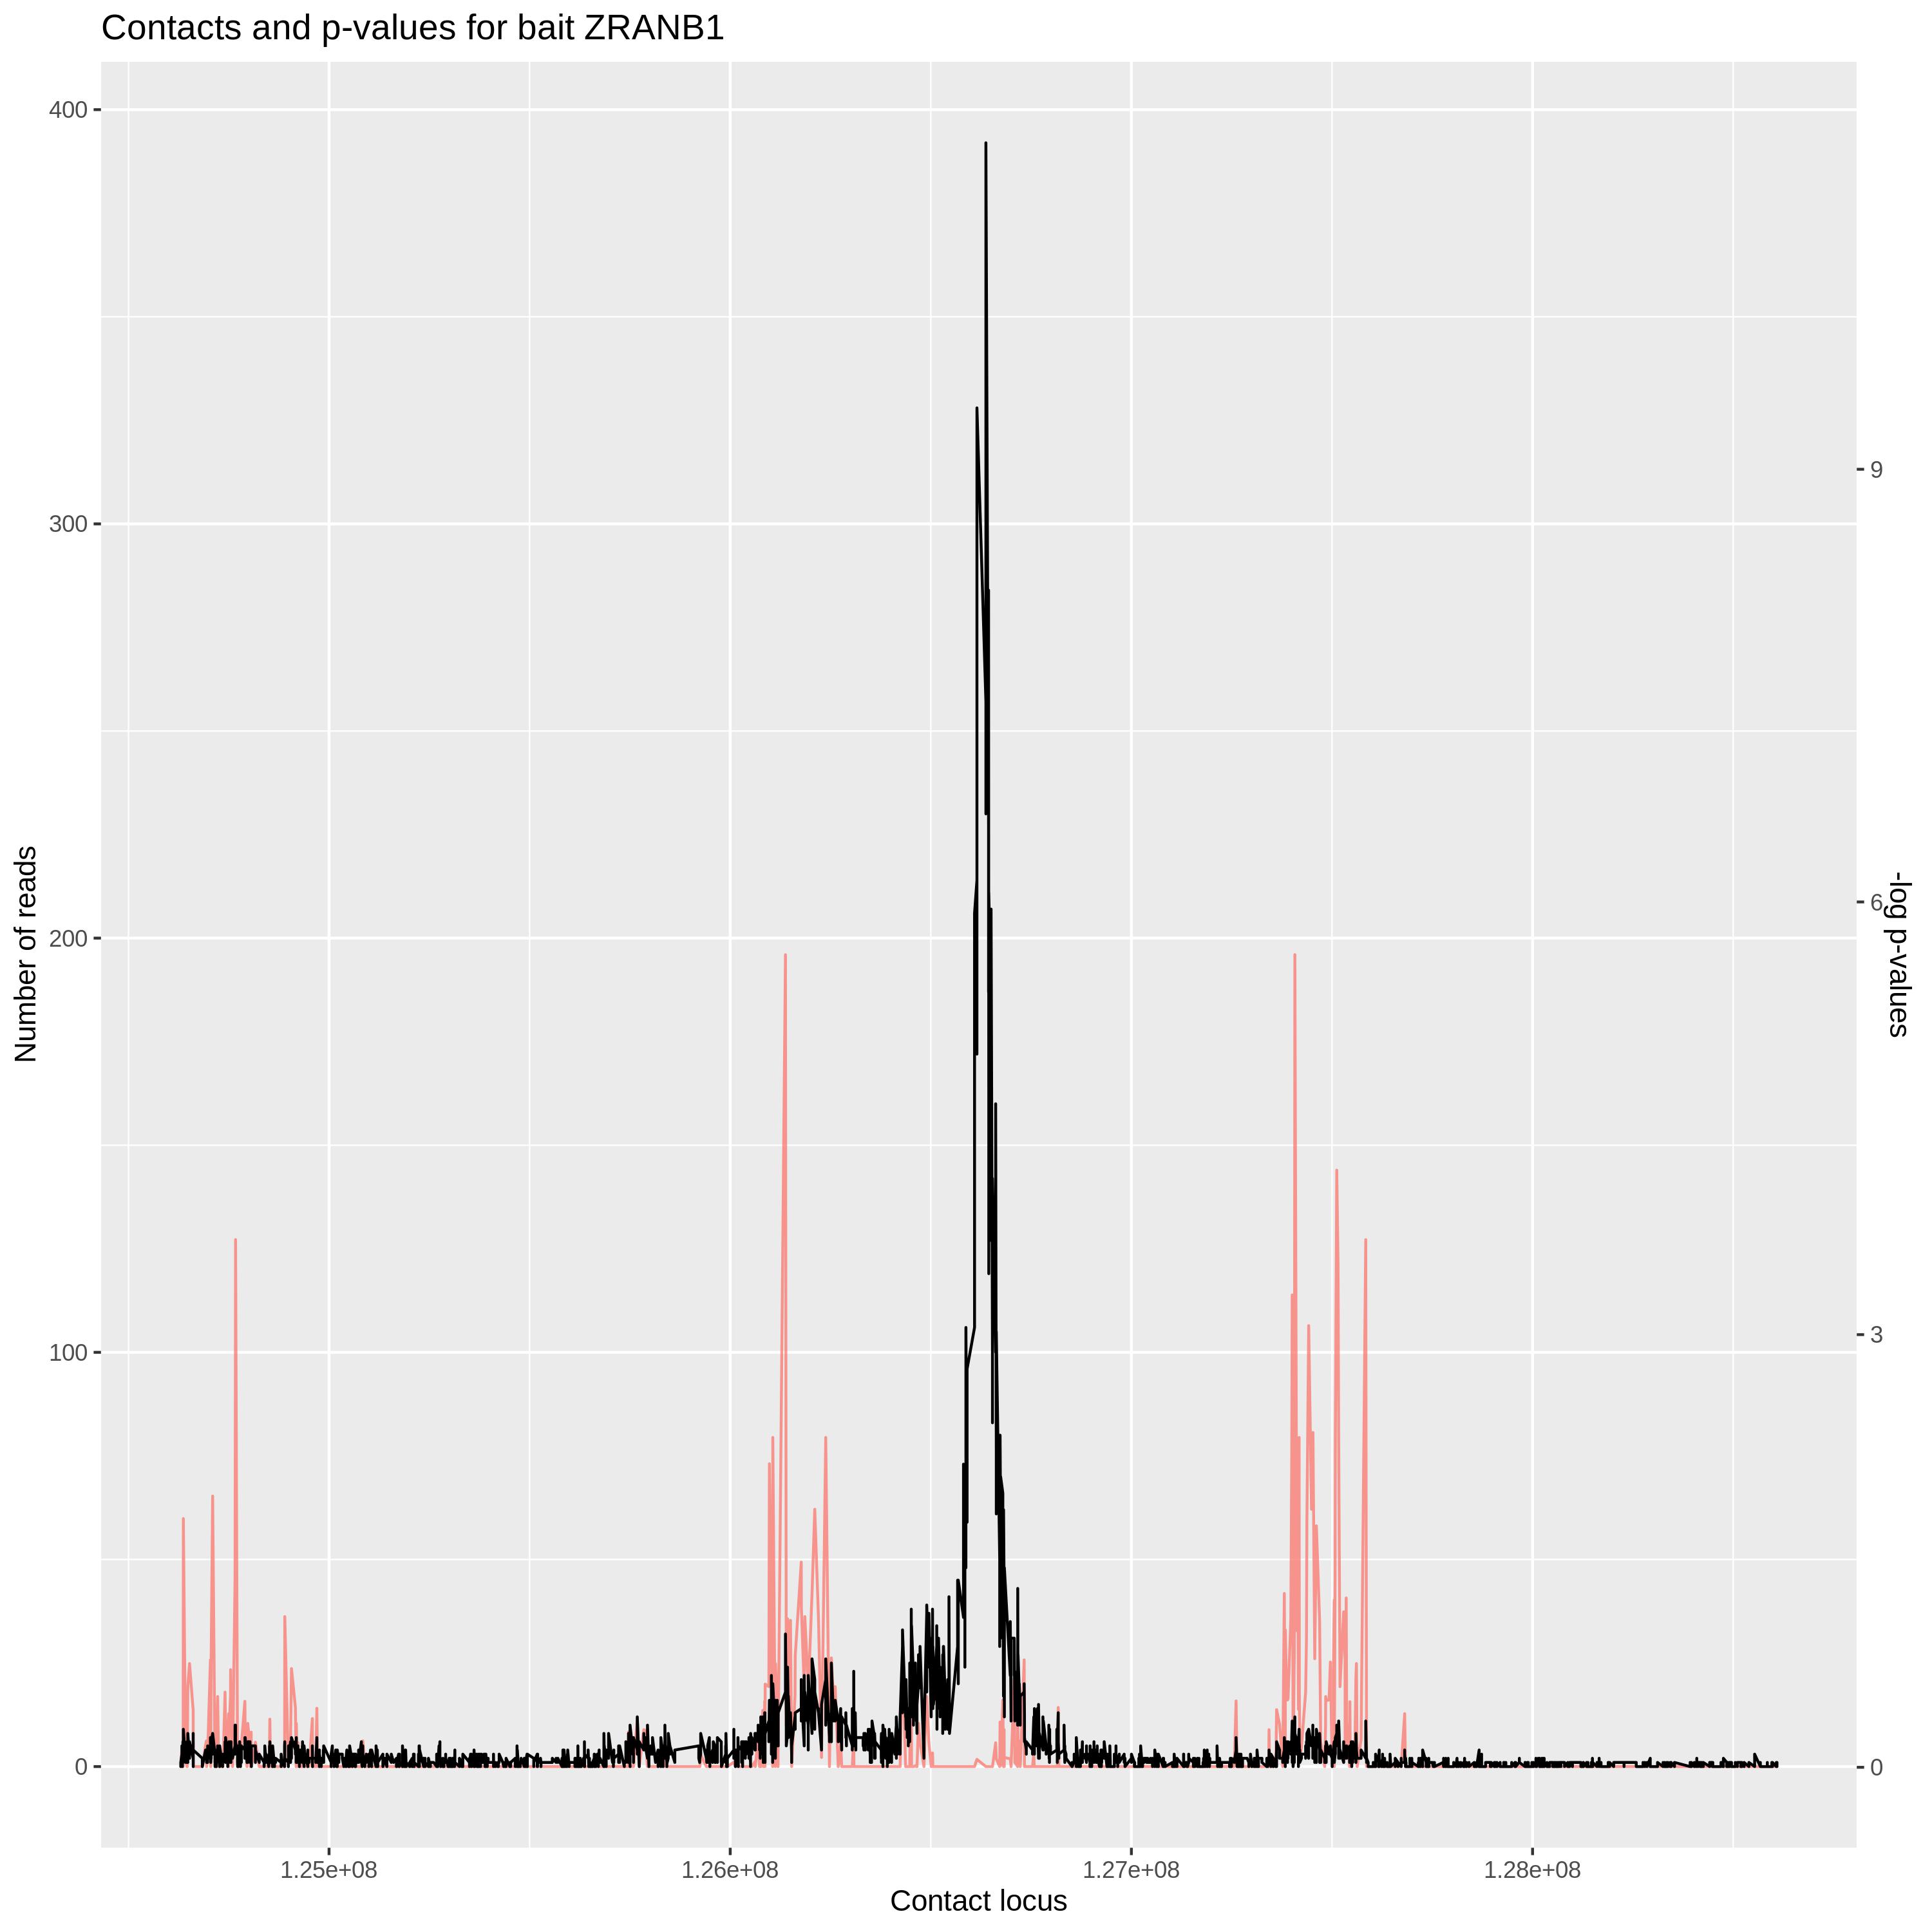 Contacts and p-values for bait ZRANB1
400
300
200
100
0
Number of reads
9
6
3
0
-log p-values
1.25e+08
1.26e+08
1.27e+08
1.28e+08
Contact locus